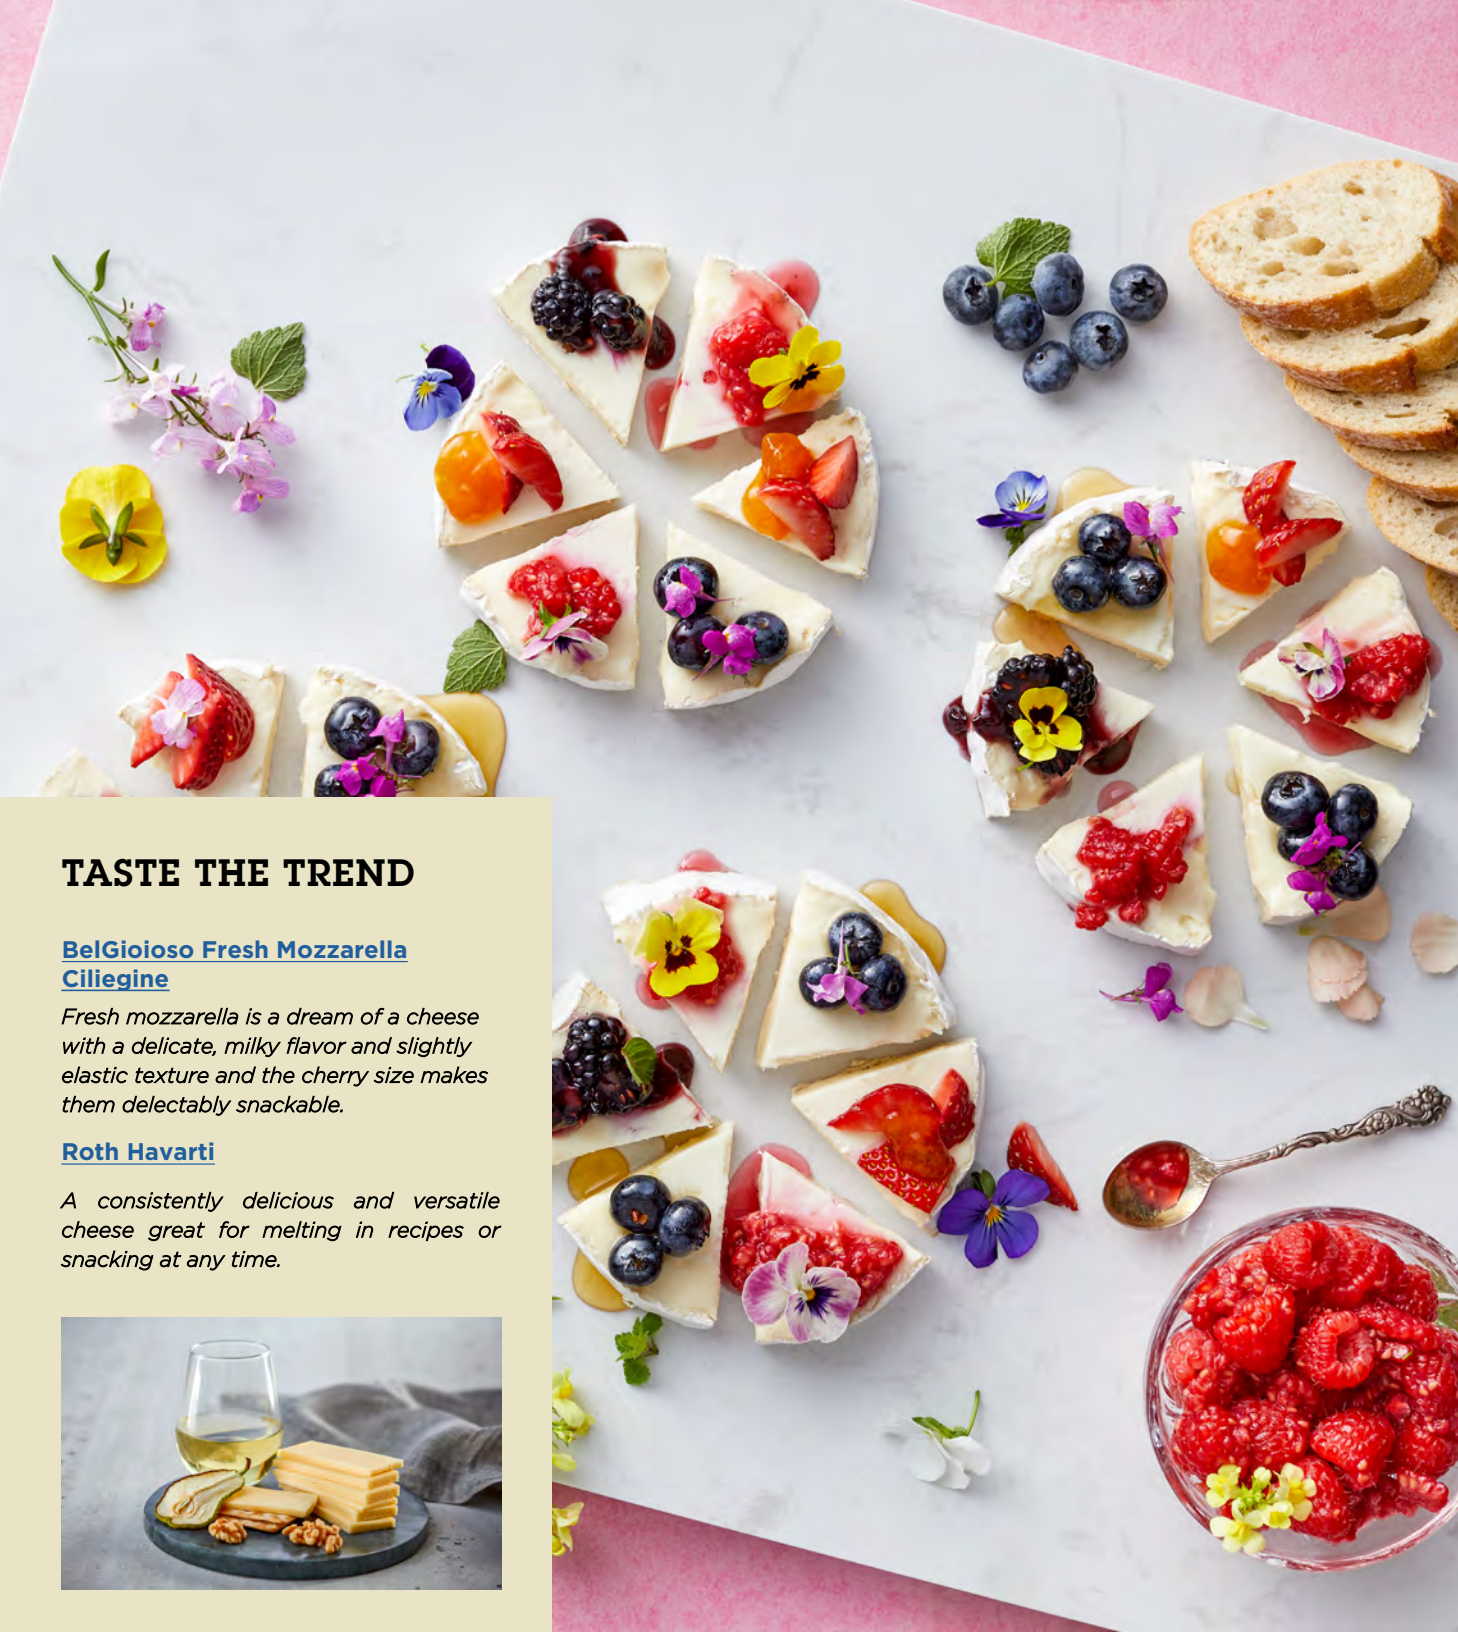 TASTE THE TREND
BelGioioso Fresh Mozzarella
Ciliegine
Fresh mozzarella is a dream of a cheese
with a delicate, milky flavor and slightly
elastic texture and the cherry size makes
them delectably snackable.
Roth Havarti
A consistently delicious and versatile
cheese great for melting in recipes or
snacking at any time.